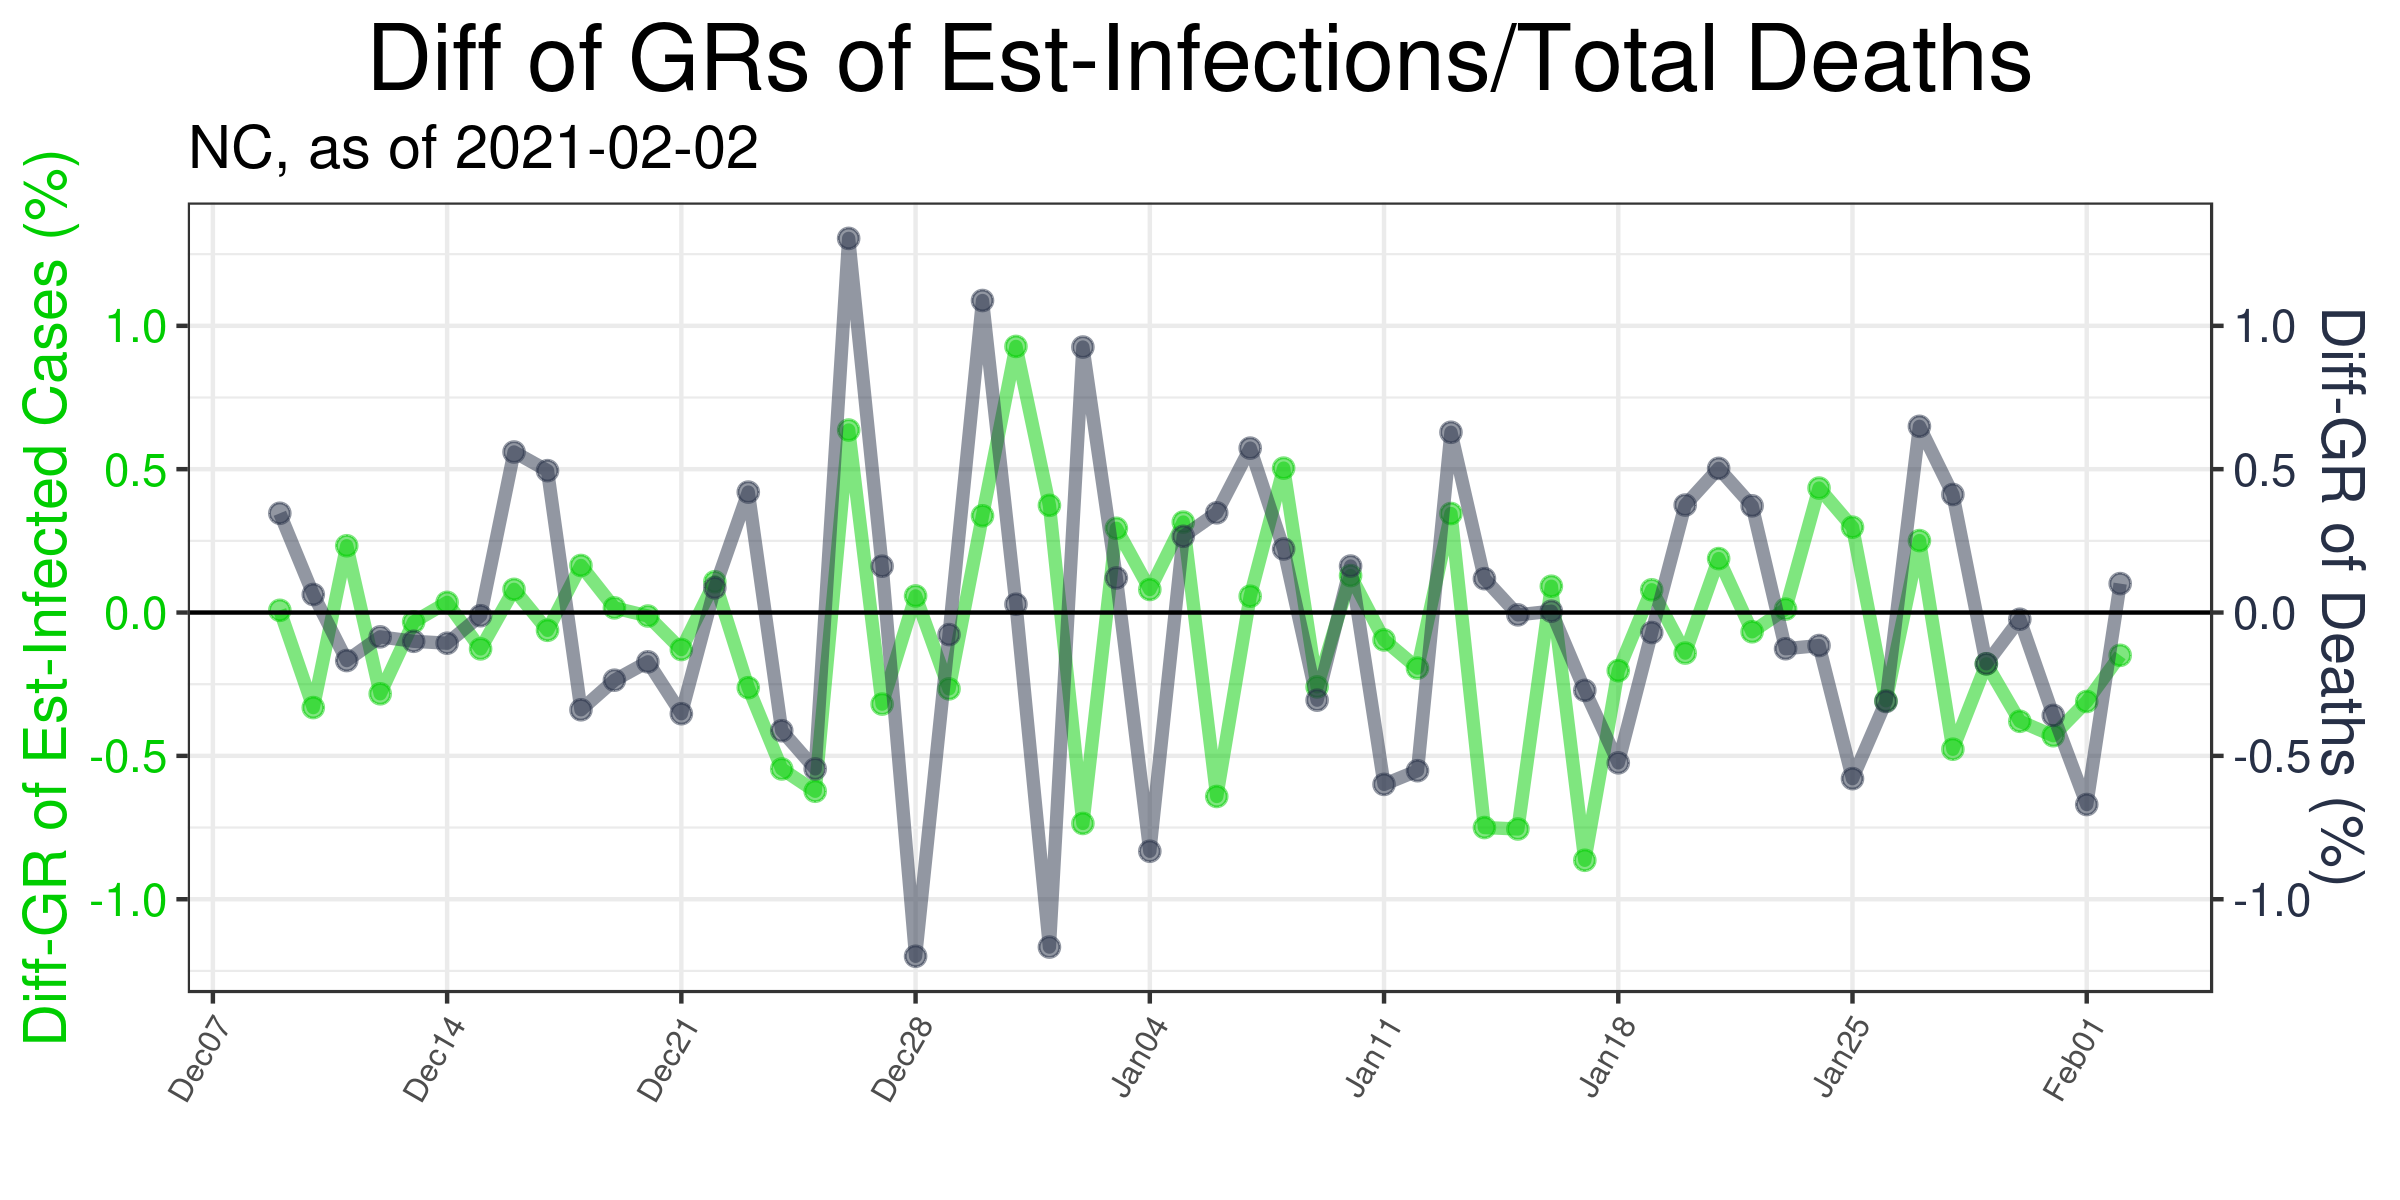 Diff of GRs of Est-Infections/Total Deaths
NC, as of 2021-02-02
Diff-GR of Est-Infected Cases (%)
1.0
0.5
0.0
-0.5
-1.0
1.0
0.5
0.0
-0.5
-1.0
Diff-GR of Deaths (%)
Dec07
Dec14
Dec21
Dec28
Jan04
Jan11
Jan18
Jan25
Feb01